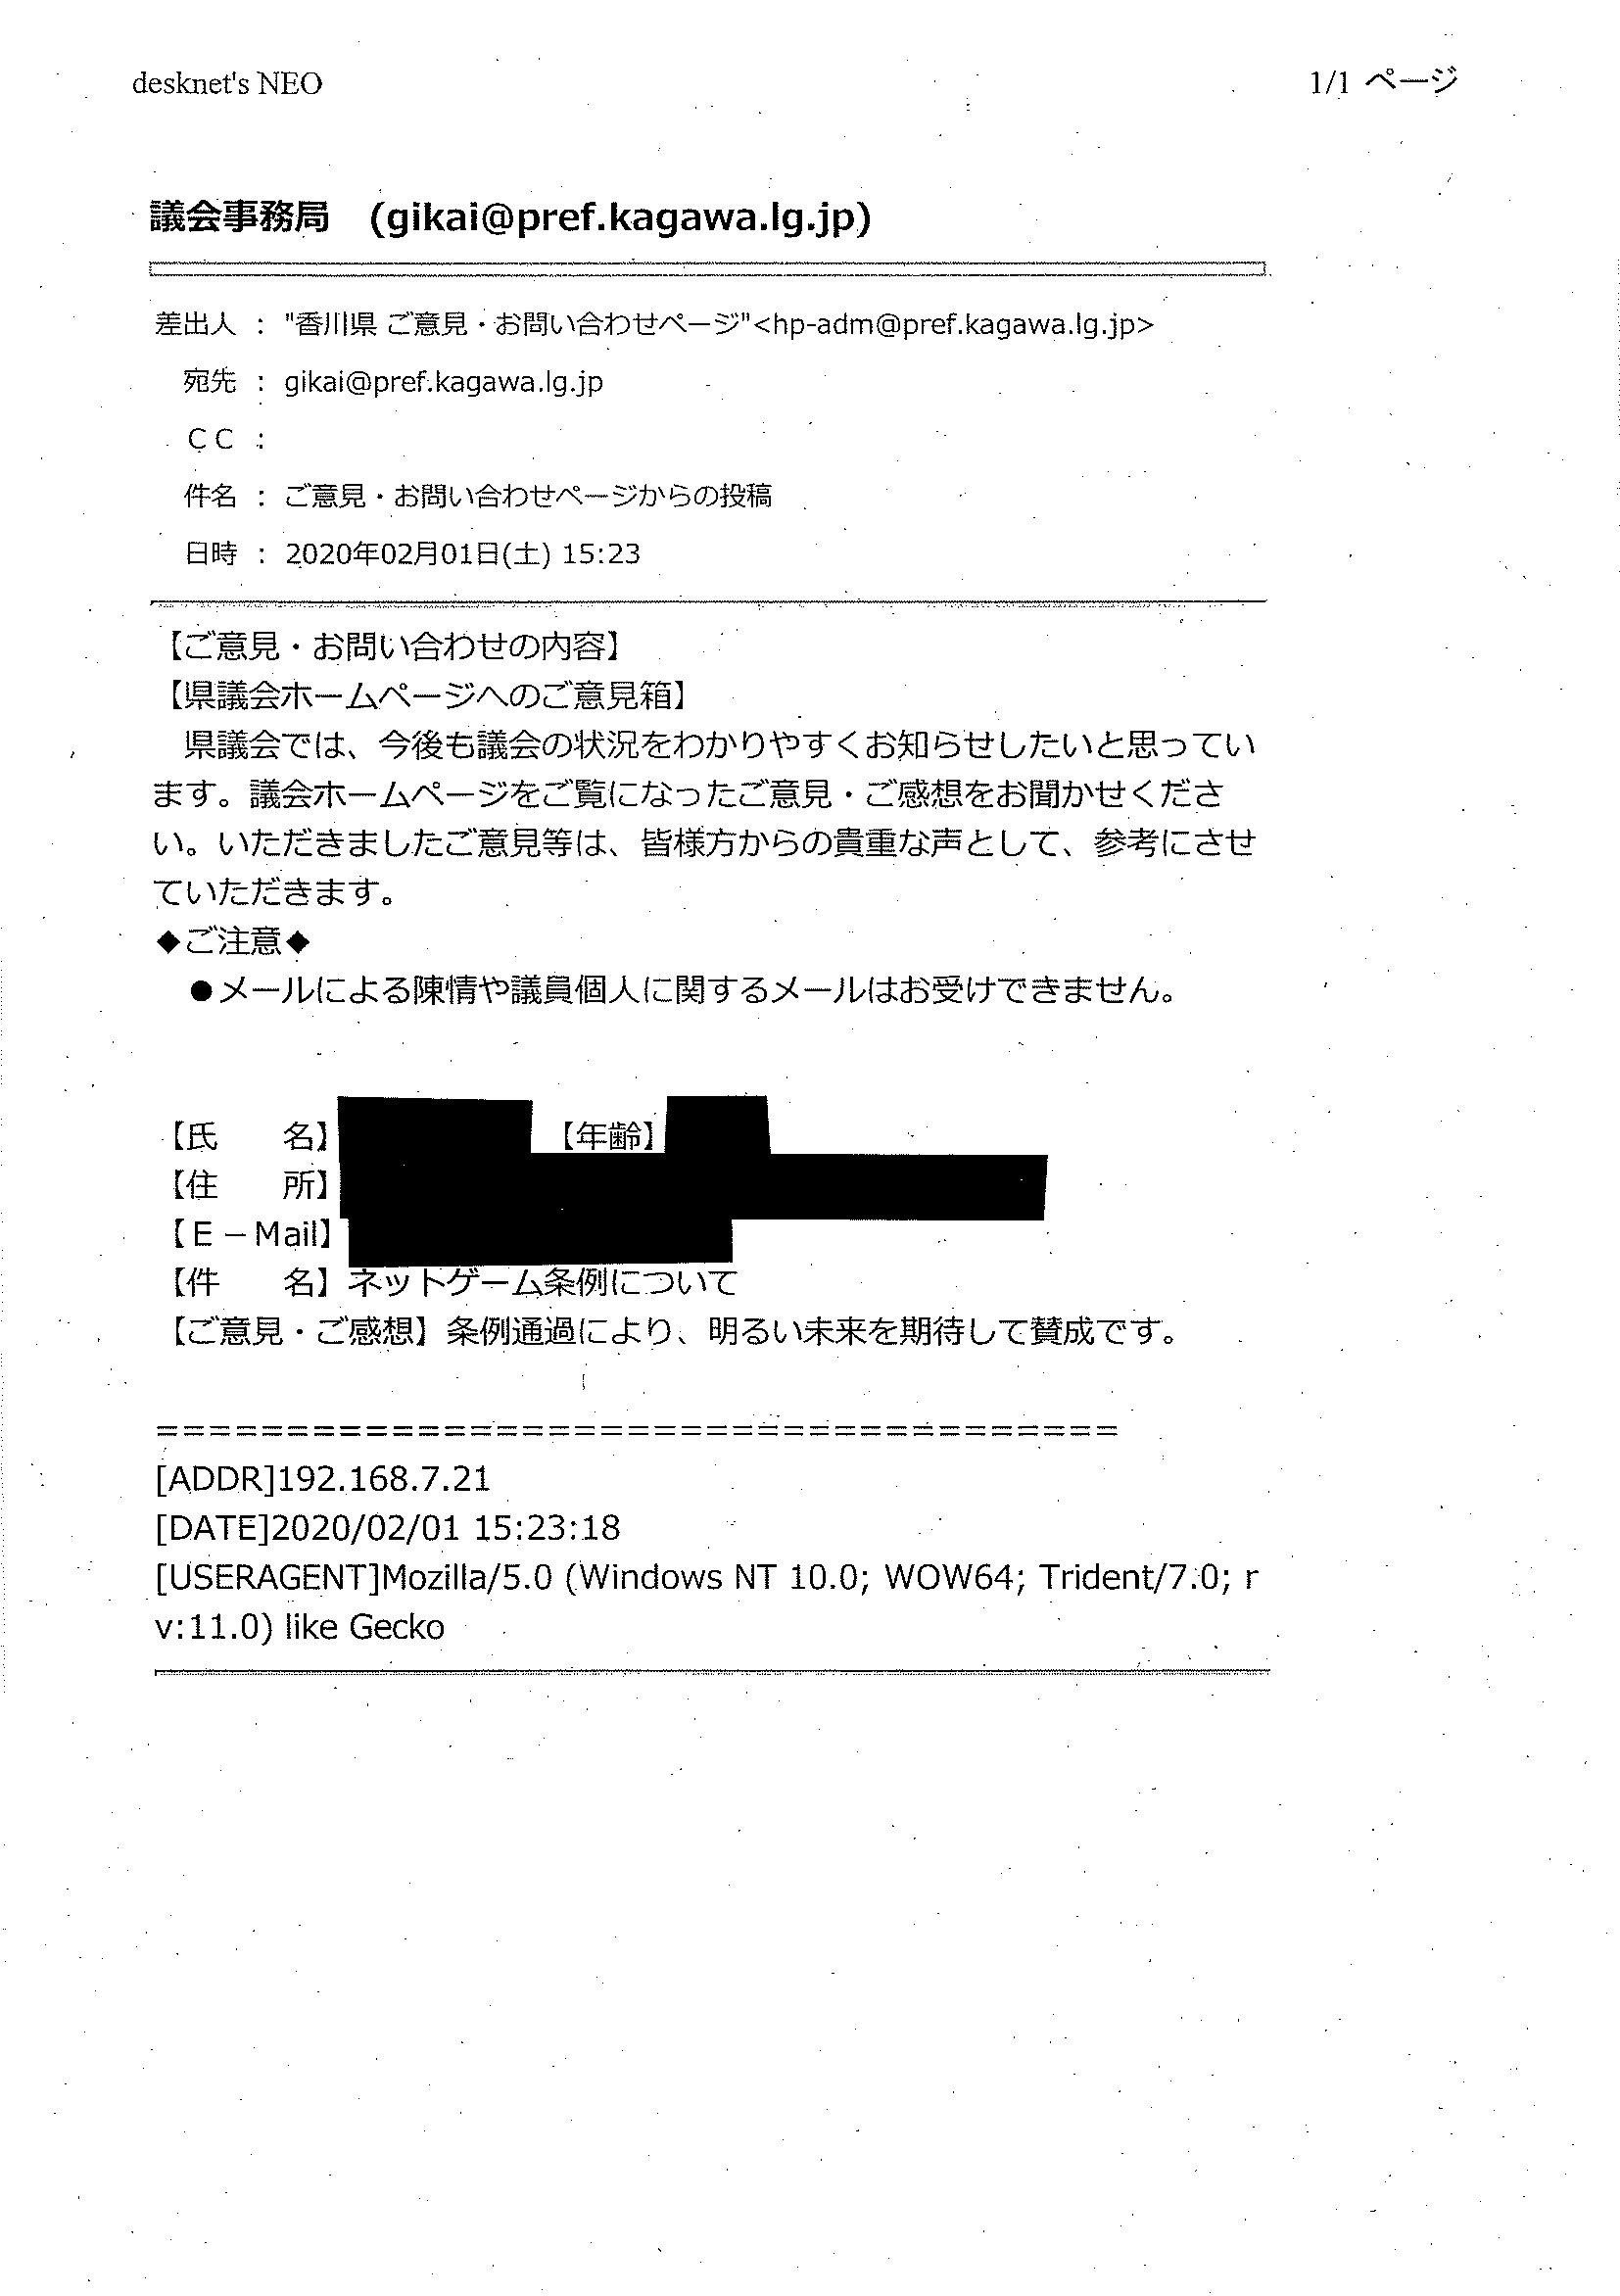 desknet's NEO
1/1 ページ
議会事務局　(gikai@pref.kagawa.lg.jp)
差出人 ： "香川県 ご意見・お問い合わせページ"<hp-adm@pref.kagawa.lg.jp>
宛先 ： gikai@pref.kagawa.lg.jp
ＣＣ ：
件名 ： ご意見・お問い合わせページからの投稿
日時 ： 2020年02月01日(土) 15:23
【ご意見・お問い合わせの内容】
【県議会ホームページへのご意見箱】
　県議会では、今後も議会の状況をわかりやすくお知らせしたいと思ってい
ます。議会ホームページをご覧になったご意見・ご感想をお聞かせくださ
い。いただきましたご意見等は、皆様方からの貴重な声として、参考にさせ
ていただきます。
◆ご注意◆
　●メールによる陳情や議員個人に関するメールはお受けできません。
【氏　　名】　【年齢】
【住　　所】
【Ｅ－Mail】
【件　　名】ネットゲーム条例について
【ご意見・ご感想】条例通過により、明るい未来を期待して賛成です。
=====================================
[ADDR]192.168.7.21
[DATE]2020/02/01 15:23:18
[USERAGENT]Mozilla/5.0 (Windows NT 10.0; WOW64; Trident/7.0; r
v:11.0) like Gecko